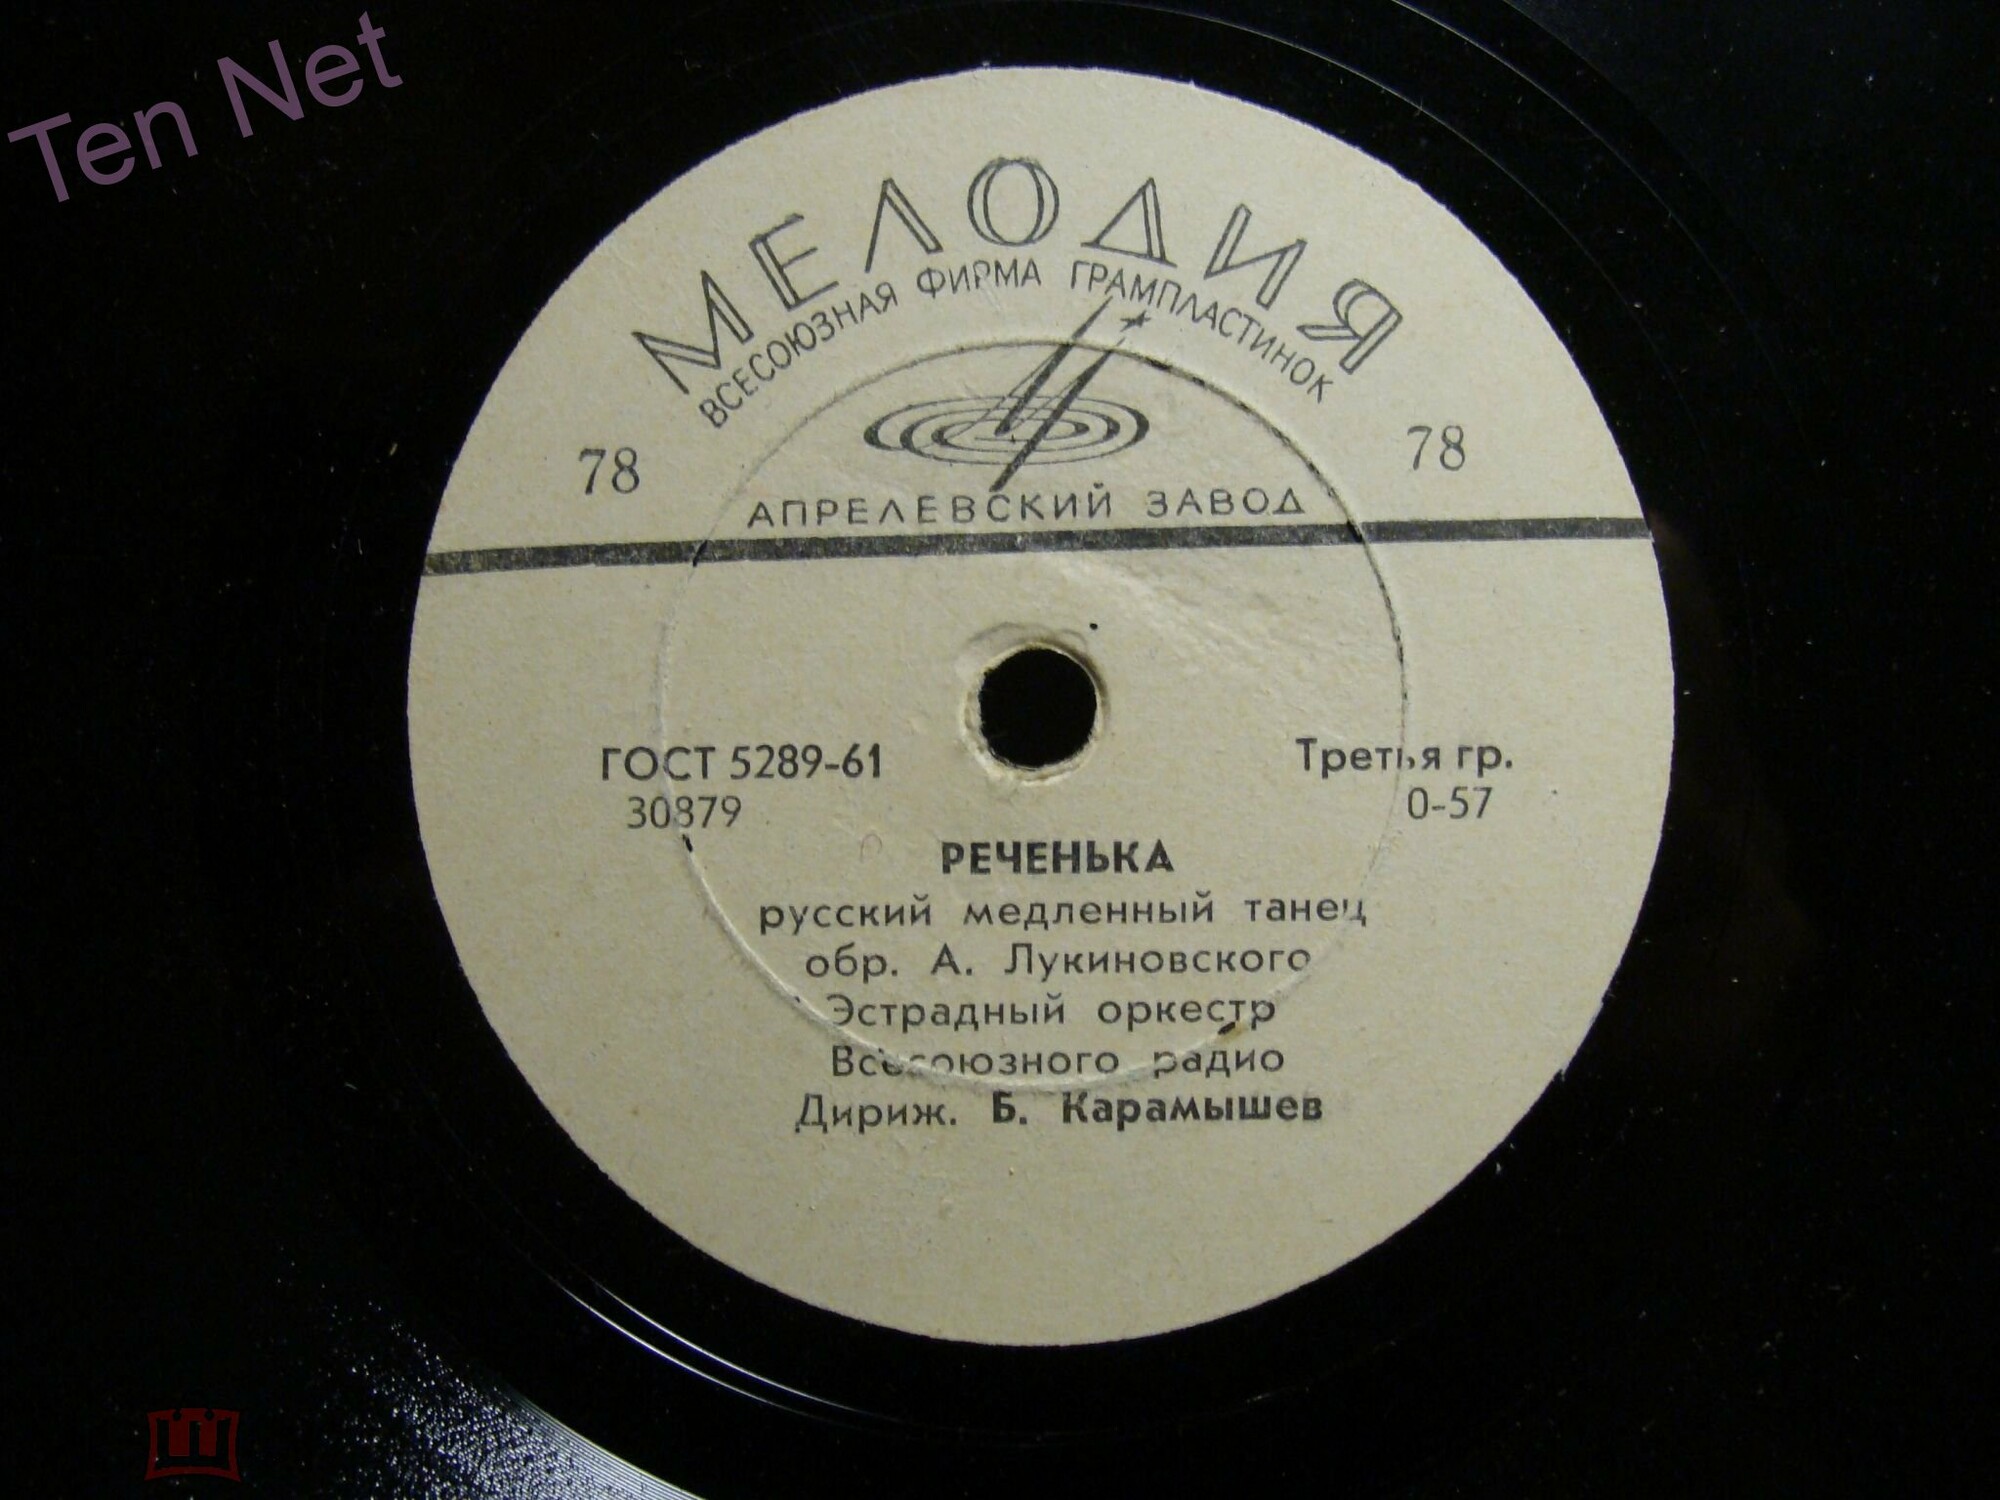 Ten Net
МЕЛОДИЯ
ВСЕСОЮЗНАЯ ФИРМА ГРАМПЛАСТИНОК
78 78
АПРЕЛЕВСКИЙ ЗАВОД
ГОСТ 5289-61 Третья гр.
30879 0-57
РЕЧЕНЬКА
русский медленный танец
обр. А. Лукиновского
Эстрадный оркестр
Всесоюзного радио
Дириж. Б. Карамышев